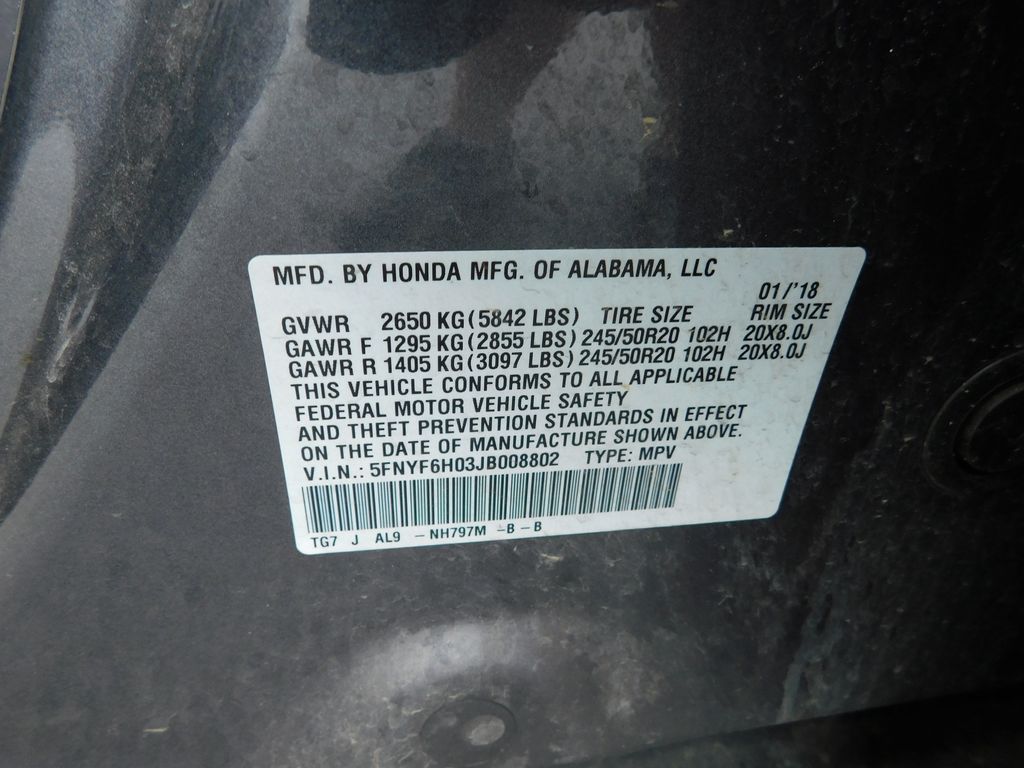 MFD. BY HONDA MFG. OF ALABAMA, LLC
01/'18
GVWR 2650 KG (5842 LBS) TIRE SIZE RIM SIZE
GAWR F 1295 KG (2855 LBS) 245/50R20 102H 20X8.0J
GAWR R 1405 KG (3097 LBS) 245/50R20 102H 20X8.0J
THIS VEHICLE CONFORMS TO ALL APPLICABLE
FEDERAL MOTOR VEHICLE SAFETY
AND THEFT PREVENTION STANDARDS IN EFFECT
ON THE DATE OF MANUFACTURE SHOWN ABOVE.
V.I.N.: 5FNYF6H03JB008802 TYPE: MPV
TG7 J AL9 – NH797M –B – B